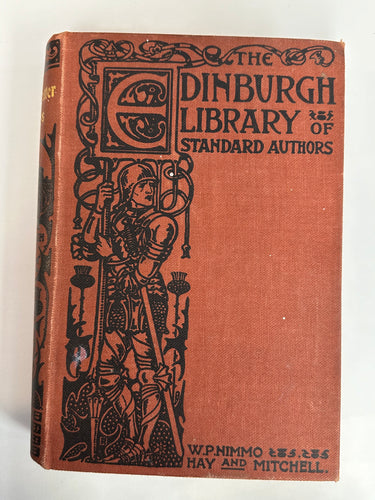 THE
EDINBURGH
LIBRARY OF
STANDARD AUTHORS
W.P.NIMMO
HAY AND MITCHELL.